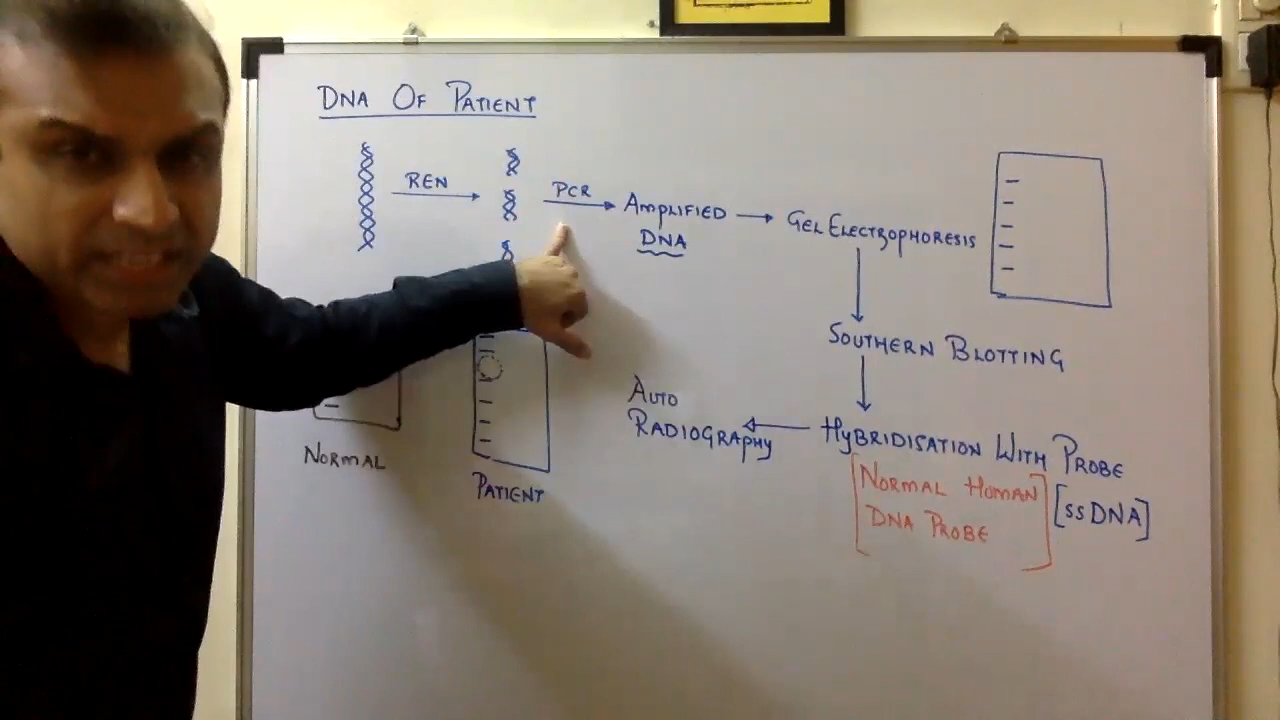 DNA OF PATIENT
REN
PCR
AMPLIFIED
DNA
GEL ELECTROPHORESIS
SOUTHERN BLOTTING
HYBRIDISATION WITH PROBE
[NORMAL HUMAN
DNA PROBE]
[ssDNA]
AUTO
RADIOGRAPHY
NORMAL
PATIENT